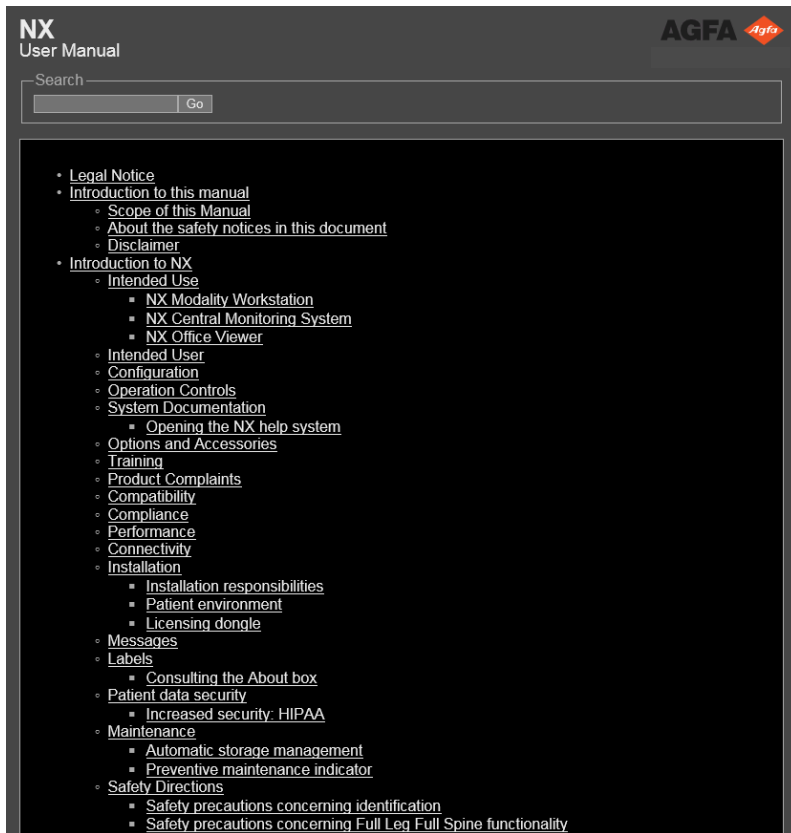 NX
AGFA
Agfa
User Manual
Search
Go
• Legal Notice
• Introduction to this manual
◦ Scope of this Manual
◦ About the safety notices in this document
◦ Disclaimer
• Introduction to NX
◦ Intended Use
▪ NX Modality Workstation
▪ NX Central Monitoring System
▪ NX Office Viewer
◦ Intended User
◦ Configuration
◦ Operation Controls
◦ System Documentation
▪ Opening the NX help system
◦ Options and Accessories
◦ Training
◦ Product Complaints
◦ Compatibility
◦ Compliance
◦ Performance
◦ Connectivity
◦ Installation
▪ Installation responsibilities
▪ Patient environment
▪ Licensing dongle
◦ Messages
◦ Labels
▪ Consulting the About box
◦ Patient data security
▪ Increased security: HIPAA
◦ Maintenance
▪ Automatic storage management
▪ Preventive maintenance indicator
◦ Safety Directions
▪ Safety precautions concerning identification
▪ Safety precautions concerning Full Leg Full Spine functionality